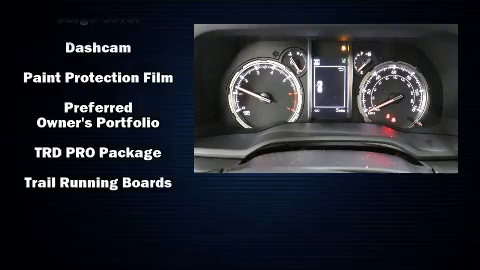 Dashcam
Paint Protection Film
Preferred
Owner's Portfolio
TRD PRO Package
Trail Running Boards